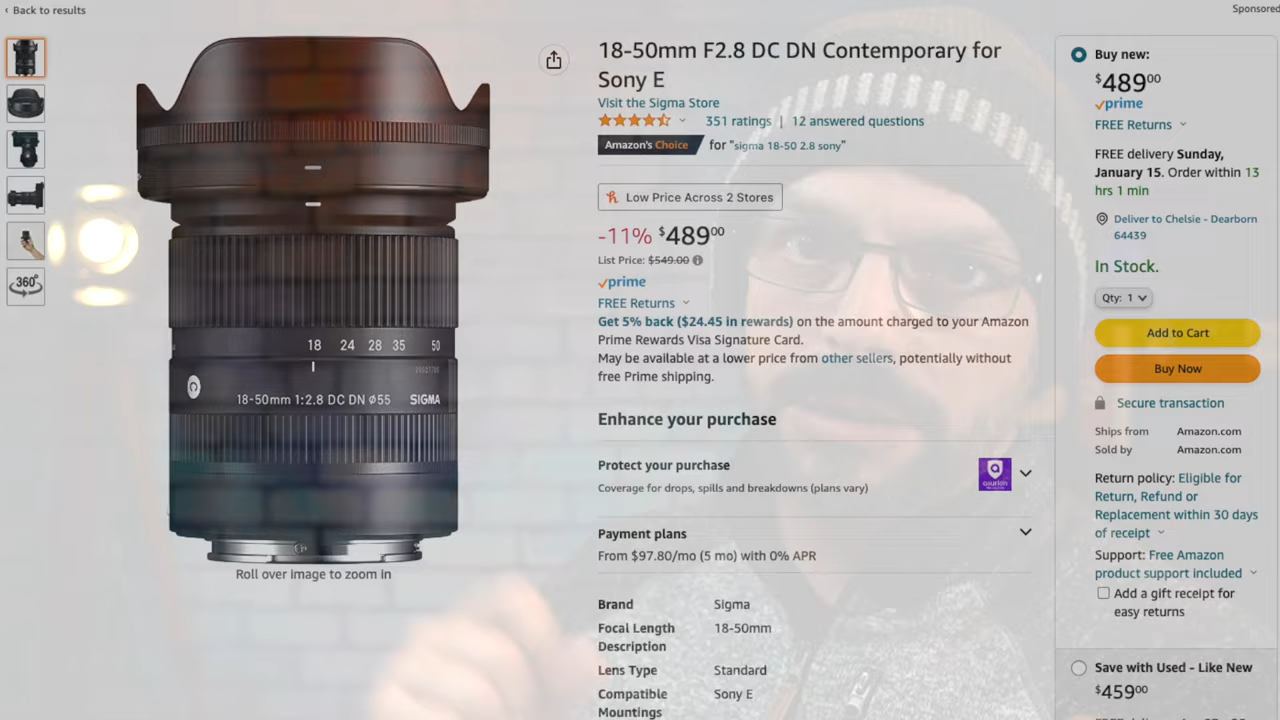 ‹ Back to results
Sponsored
360°
18 24 28 35 50
18-50mm 1:2.8 DC DN ø55 SIGMA
Roll over image to zoom in
18-50mm F2.8 DC DN Contemporary for
Sony E
Visit the Sigma Store
351 ratings | 12 answered questions
Amazon's Choice for "sigma 18-50 2.8 sony"
Low Price Across 2 Stores
-11% $48900
List Price: $549.00
prime
FREE Returns
Get 5% back ($24.45 in rewards) on the amount charged to your Amazon
Prime Rewards Visa Signature Card.
May be available at a lower price from other sellers, potentially without
free Prime shipping.
Enhance your purchase
Protect your purchase
Coverage for drops, spills and breakdowns (plans vary)
asurion
Payment plans
From $97.80/mo (5 mo) with 0% APR
Brand Sigma
Focal Length 18-50mm
Description
Lens Type Standard
Compatible Sony E
Mountings
Buy new:
$48900
prime
FREE Returns
FREE delivery Sunday,
January 15. Order within 13
hrs 1 min
Deliver to Chelsie - Dearborn
64439
In Stock.
Qty: 1
Add to Cart
Buy Now
Secure transaction
Ships from Amazon.com
Sold by Amazon.com
Return policy: Eligible for
Return, Refund or
Replacement within 30 days
of receipt
Support: Free Amazon
product support included
Add a gift receipt for
easy returns
Save with Used - Like New
$45900